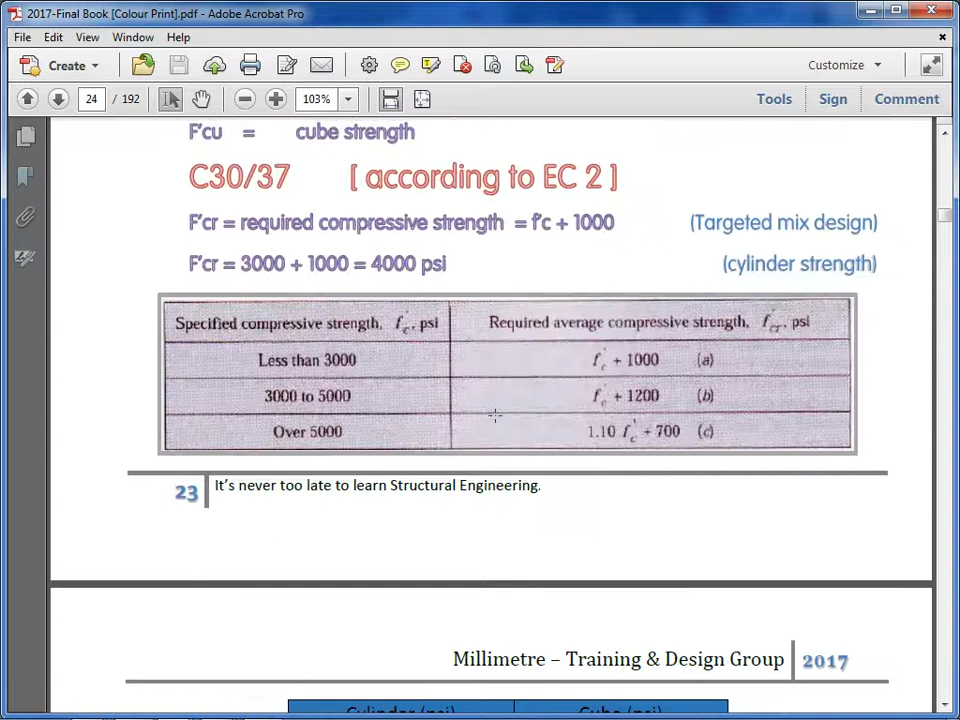 2017-Final Book [Colour Print].pdf - Adobe Acrobat Pro
File Edit View Window Help
Create Customize
24 / 192 103% Tools Sign Comment
F'cu = cube strength
C30/37 [ according to EC 2 ]
F'cr = required compressive strength = f'c + 1000 (Targeted mix design)
F'cr = 3000 + 1000 = 4000 psi (cylinder strength)
Specified compressive strength, f'c, psi Required average compressive strength, f'cr, psi
Less than 3000 f'c + 1000 (a)
3000 to 5000 f'c + 1200 (b)
Over 5000 1.10 f'c + 700 (c)
23 It's never too late to learn Structural Engineering.
Millimetre – Training & Design Group 2017
Cylinder (psi) Cube (psi)